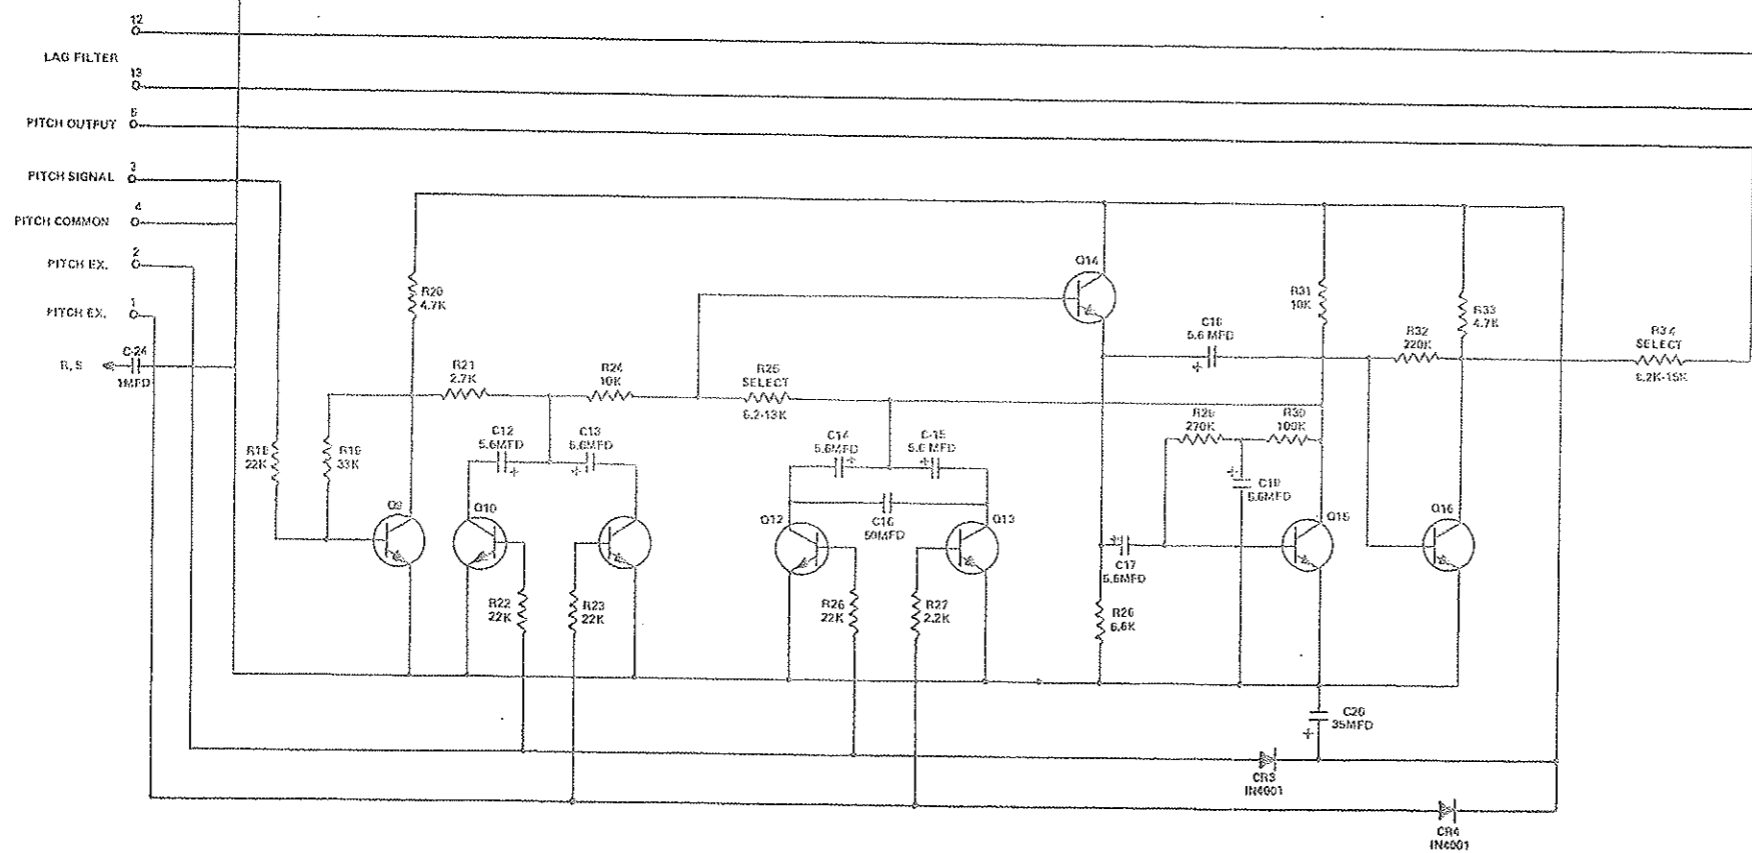 12
LAG FILTER
13
PITCH OUTPUT
5
PITCH SIGNAL
3
PITCH COMMON
4
PITCH EX.
2
PITCH EX.
1
R, S
C-24
1MFD
R18
22K
R19
33K
R20
4.7K
R21
2.7K
R24
10K
R25
SELECT
6.2-13K
C12
5.6MFD
C13
5.6MFD
C14
5.6MFD
C-15
5.6 MFD
C16
50MFD
Q9
Q10
Q12
Q13
R22
22K
R23
22K
R26
22K
R27
2.2K
Q14
C18
5.6 MFD
R31
10K
R32
220K
R33
4.7K
R34
SELECT
8.2K-15K
270K
R30
100K
5.6MFD
C17
5.6MFD
Q15
Q16
6.6K
C20
35MFD
CR3
IN4001
CR4
IN4001